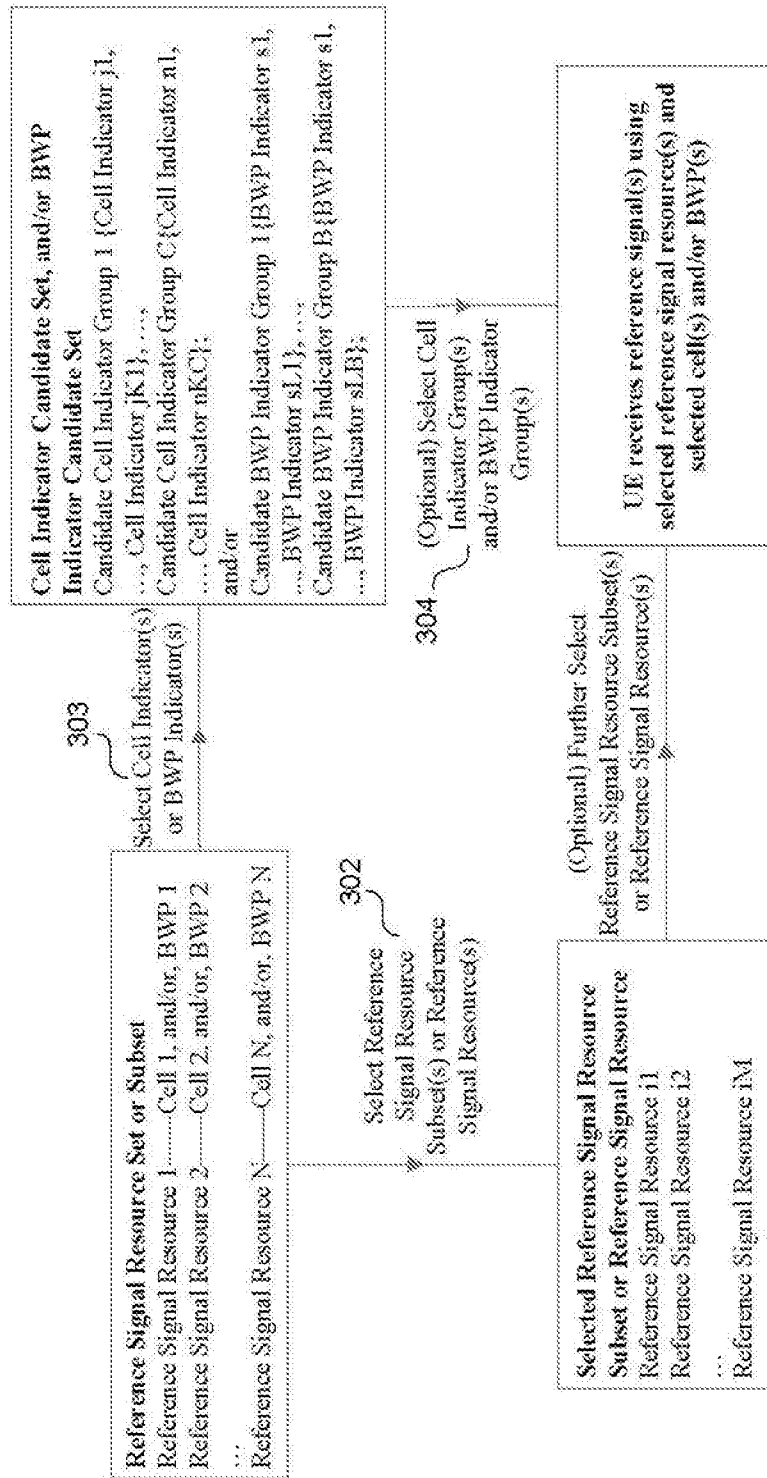 Reference Signal Resource Set or Subset
Reference Signal Resource 1------Cell 1, and/or, BWP 1
Reference Signal Resource 2------Cell 2, and/or, BWP 2
…
Reference Signal Resource N------Cell N, and/or, BWP N
303
Select Cell Indicator(s)
or BWP Indicator(s)
Cell Indicator Candidate Set, and/or BWP
Indicator Candidate Set
Candidate Cell Indicator Group 1 {Cell Indicator j1,
…, Cell Indicator jK1}, …,
Candidate Cell Indicator Group C{Cell Indicator n1,
…, Cell Indicator nKC};
and/or
Candidate BWP Indicator Group 1{BWP Indicator s1,
…, BWP Indicator sL1}, …,
Candidate BWP Indicator Group B{BWP Indicator s1,
…, BWP Indicator sLB};
302
Select Reference
Signal Resource
Subset(s) or Reference
Signal Resource(s)
304
(Optional) Select Cell
Indicator Group(s)
and/or BWP Indicator
Group(s)
Selected Reference Signal Resource
Subset or Reference Signal Resource
Reference Signal Resource i1
Reference Signal Resource i2
…
Reference Signal Resource iM
(Optional) Further Select
Reference Signal Resource Subset(s)
or Reference Signal Resource(s)
UE receives reference signal(s) using
selected reference signal resource(s) and
selected cell(s) and/or BWP(s)